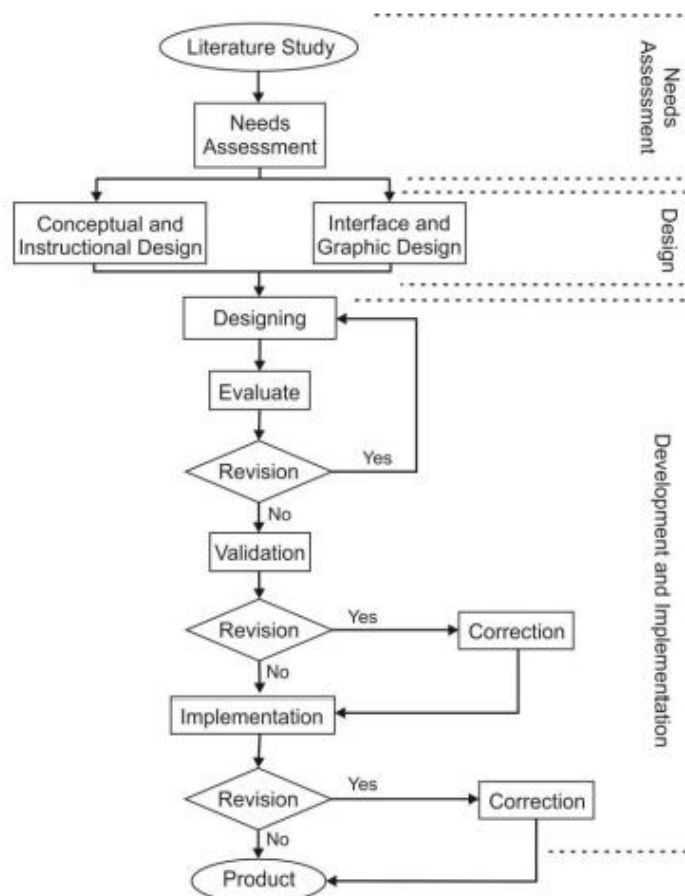 Literature Study
Needs
Assessment
Needs
Assessment
Conceptual and
Instructional Design
Interface and
Graphic Design
Design
Designing
Evaluate
Revision
Yes
No
Validation
Revision
Yes
Correction
No
Implementation
Revision
Yes
Correction
No
Product
Development and Implementation